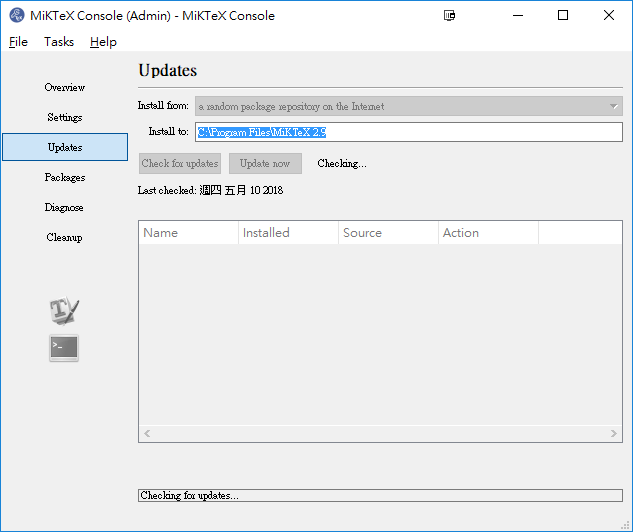 MiKTeX Console (Admin) - MiKTeX Console
File Tasks Help
Updates
Install from: a random package repository on the Internet
Install to: C:\Program Files\MiKTeX 2.9
Check for updates Update now Checking...
Last checked: 週四 五月 10 2018
Name Installed Source Action
Overview
Settings
Updates
Packages
Diagnose
Cleanup
Checking for updates...